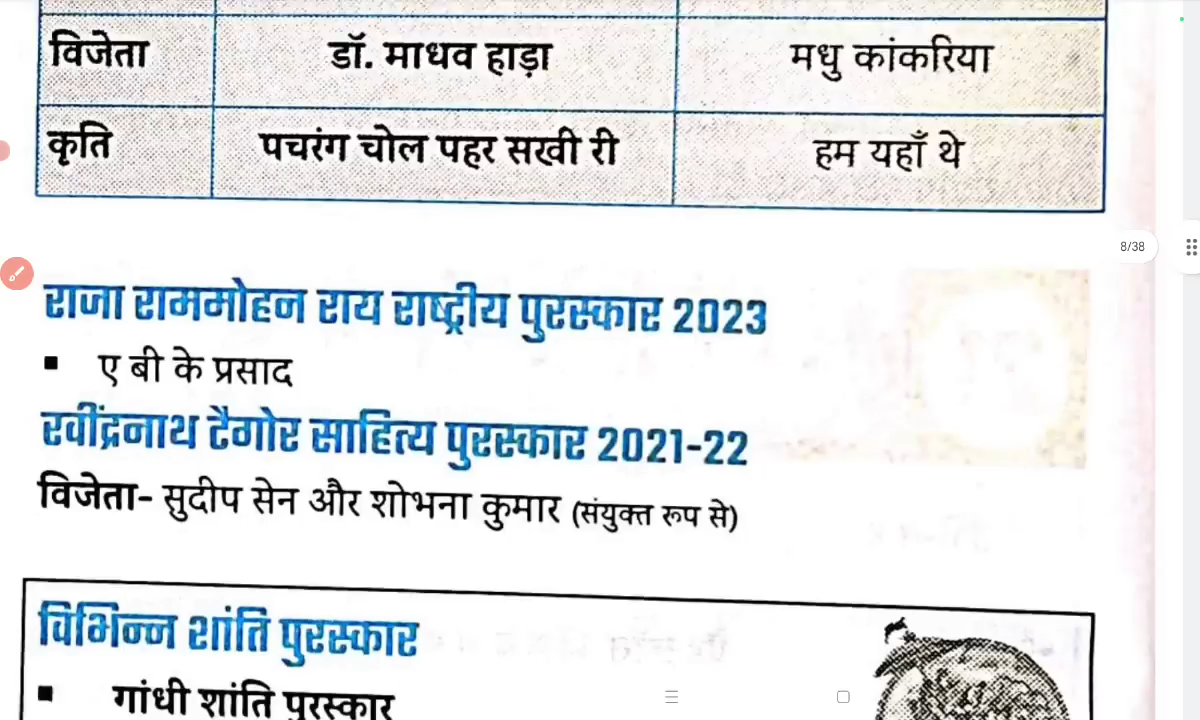 विजेता डॉ. माधव हाड़ा मधु कांकरिया
कृति पचरंग चोल पहर सखी री हम यहाँ थे
8/38
राजा राममोहन राय राष्ट्रीय पुरस्कार 2023
▪ ए बी के प्रसाद
रवींद्रनाथ टैगोर साहित्य पुरस्कार 2021-22
विजेता- सुदीप सेन और शोभना कुमार (संयुक्त रूप से)
विभिन्न शांति पुरस्कार
▪ गांधी शांति पुरस्कार